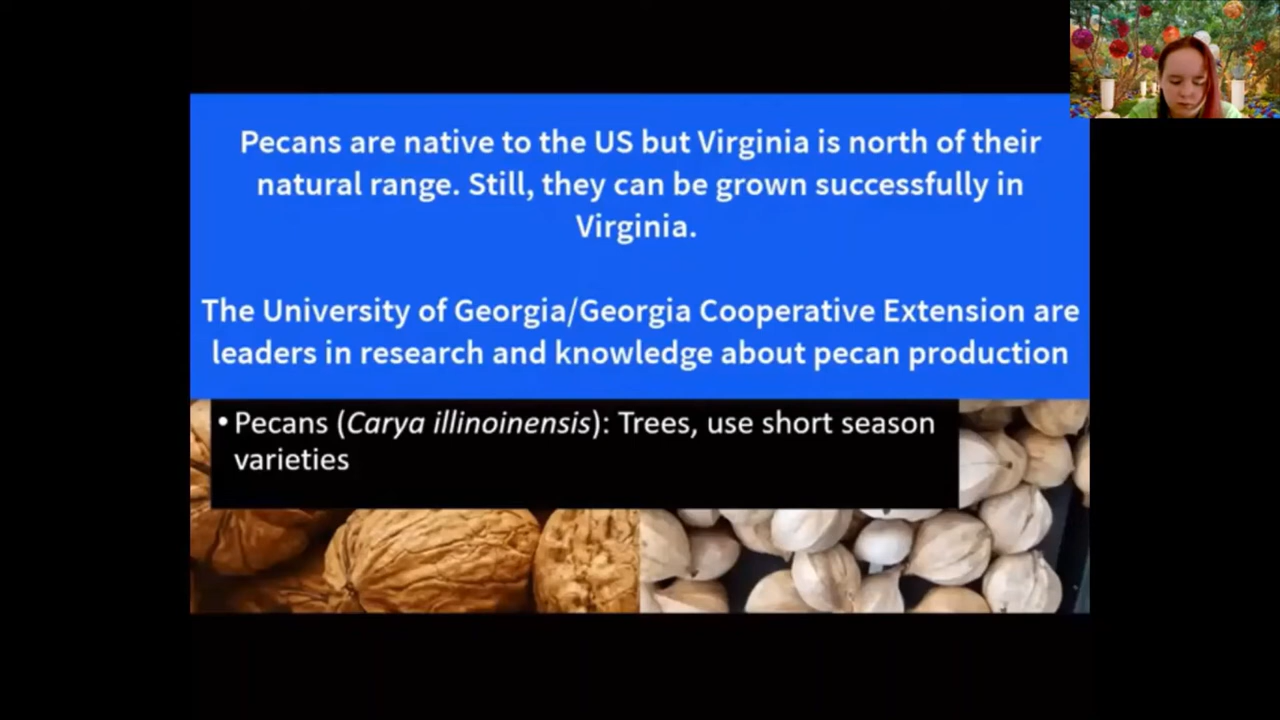 Pecans are native to the US but Virginia is north of their
natural range. Still, they can be grown successfully in
Virginia.
The University of Georgia/Georgia Cooperative Extension are
leaders in research and knowledge about pecan production
• Pecans (Carya illinoinensis): Trees, use short season
varieties